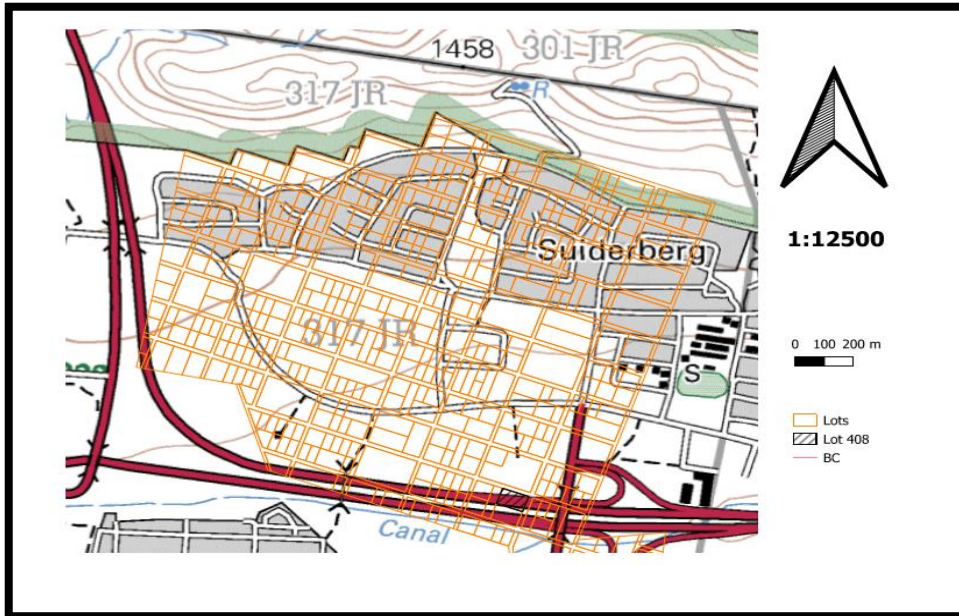 1458
301 JR
317 JR
R
Suiderberg
317 JR
S
Canal
1:12500
0 100 200 m
Lots
Lot 408
BC